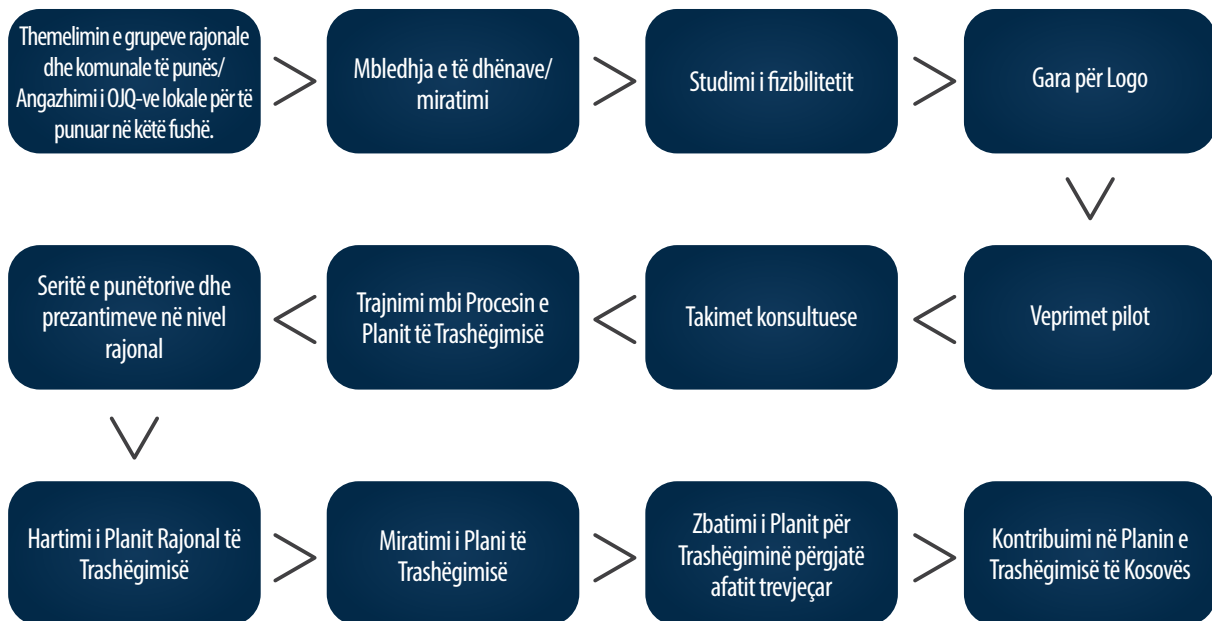 Themelimin e grupeve rajonale
dhe komunale të punës/
Angazhimi i OJQ-ve lokale për të
punuar në këtë fushë.
Mbledhja e të dhënave/
miratimi
Studimi i fizibilitetit
Gara për Logo
Veprimet pilot
Takimet konsultuese
Trajnimi mbi Procesin e
Planit të Trashëgimisë
Seritë e punëtorive dhe
prezantimeve në nivel
rajonal
Hartimi i Planit Rajonal të
Trashëgimisë
Miratimi i Plani të
Trashëgimisë
Zbatimi i Planit për
Trashëgiminë përgjatë
afatit trevjeçar
Kontribuimi në Planin e
Trashëgimisë të Kosovës